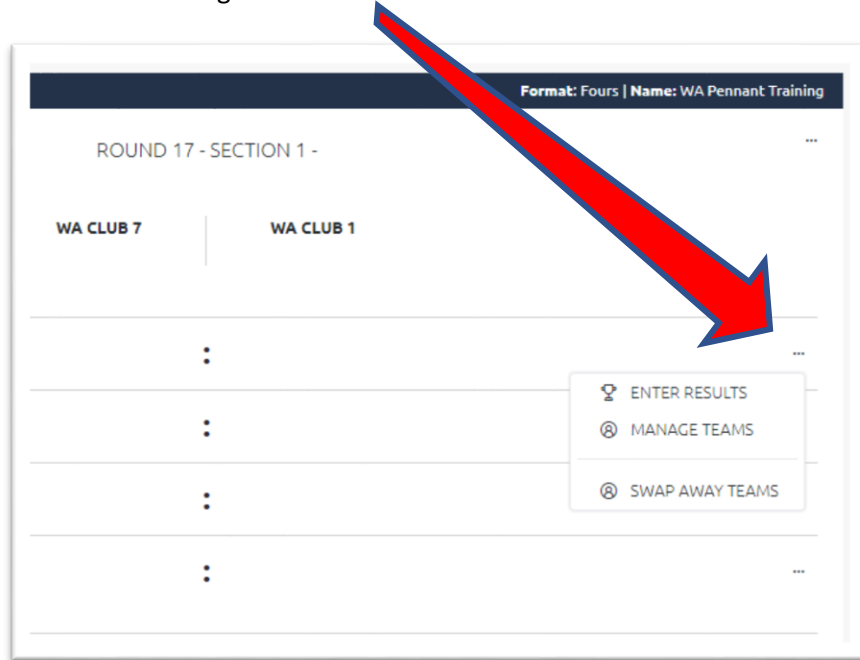 Format: Fours | Name: WA Pennant Training
ROUND 17 - SECTION 1 - ...
WA CLUB 7 WA CLUB 1
: ...
ENTER RESULTS
: MANAGE TEAMS
: SWAP AWAY TEAMS
: ...